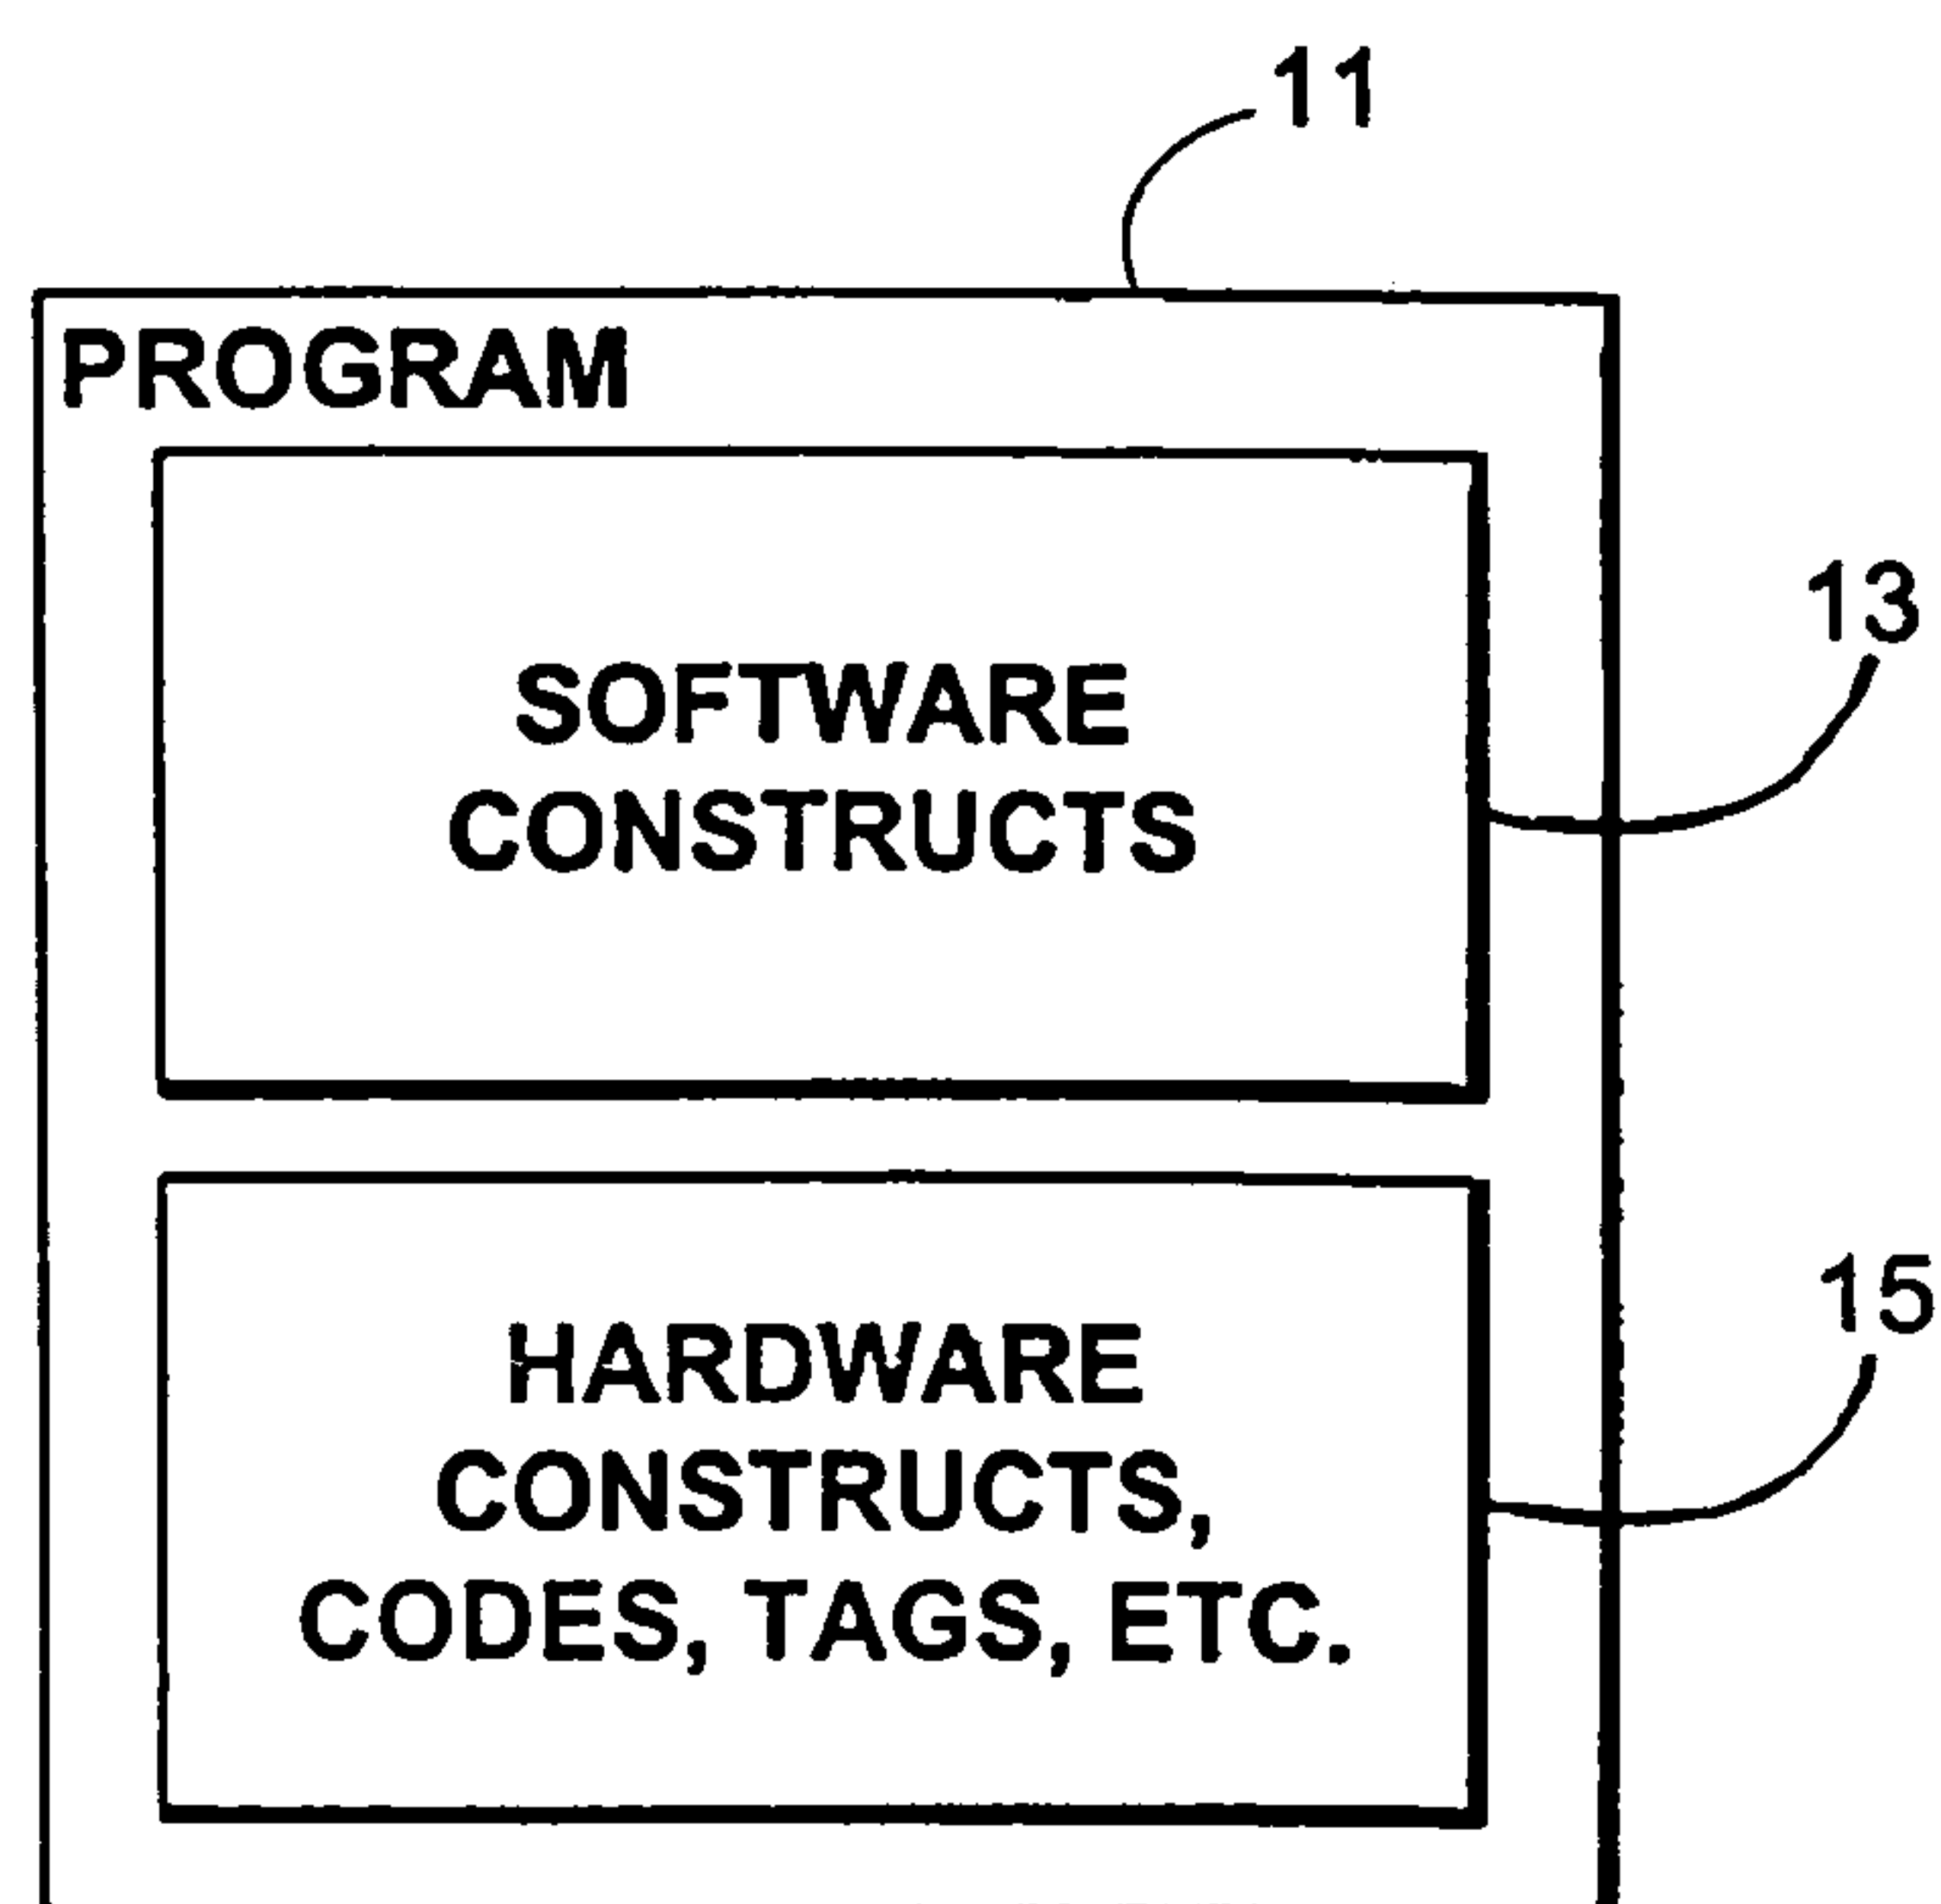 11
PROGRAM
SOFTWARE
CONSTRUCTS
13
HARDWARE
CONSTRUCTS,
CODES, TAGS, ETC.
15